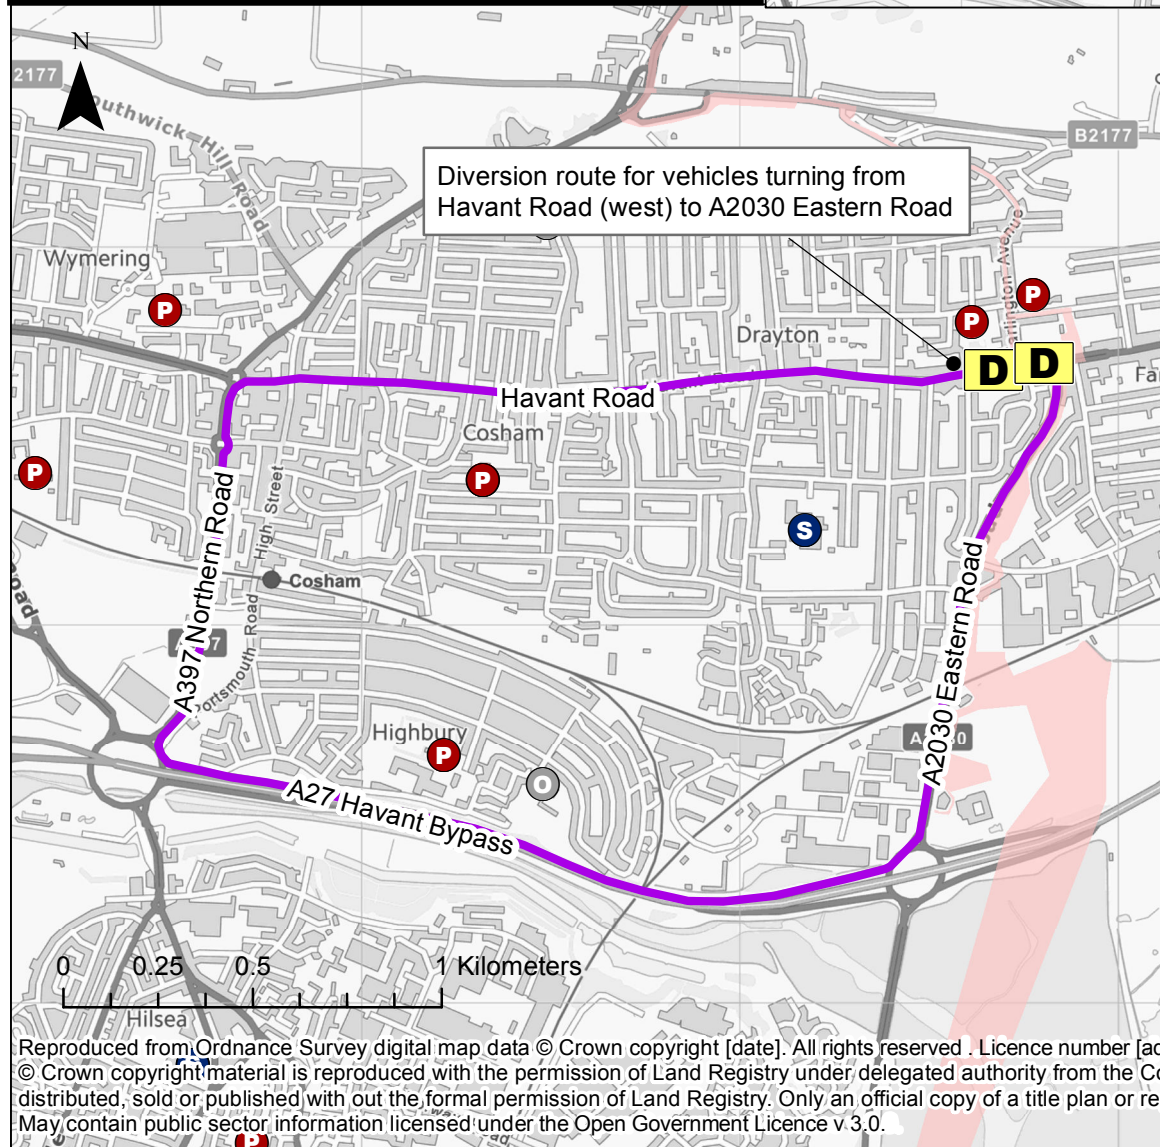 N
2177
Southwick Hill Road
B2177
Diversion route for vehicles turning from
Havant Road (west) to A2030 Eastern Road
Wymering
P
P
P
Avenue
Drayton
D
D
Havant Road
Cosham
P
P
S
High Street
A397 Northern Road
Cosham
A2030 Eastern Road
Portsmouth Road
Highbury
P
O
A27 Havant Bypass
0 0.25 0.5 1 Kilometers
Hilsea
Reproduced from Ordnance Survey digital map data © Crown copyright [date]. All rights reserved . Licence number
© Crown copyright material is reproduced with the permission of Land Registry under delegated authority from the
distributed, sold or published with out the formal permission of Land Registry. Only an official copy of a title plan or
May contain public sector information licensed under the Open Government Licence v 3.0.
P